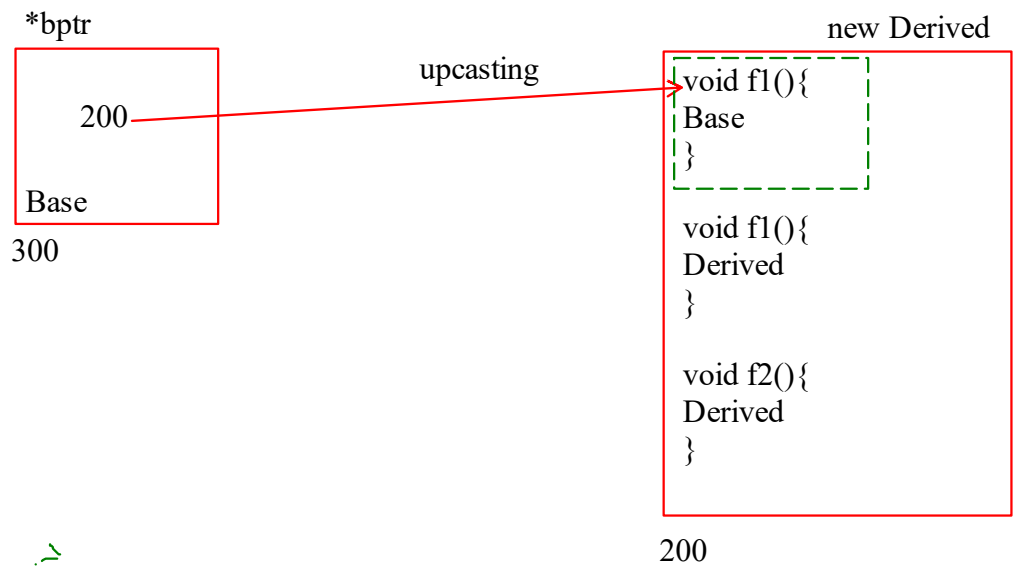 *bptr
200
Base
300
upcasting
new Derived
void f1(){
Base
}
void f1(){
Derived
}
void f2(){
Derived
}
200